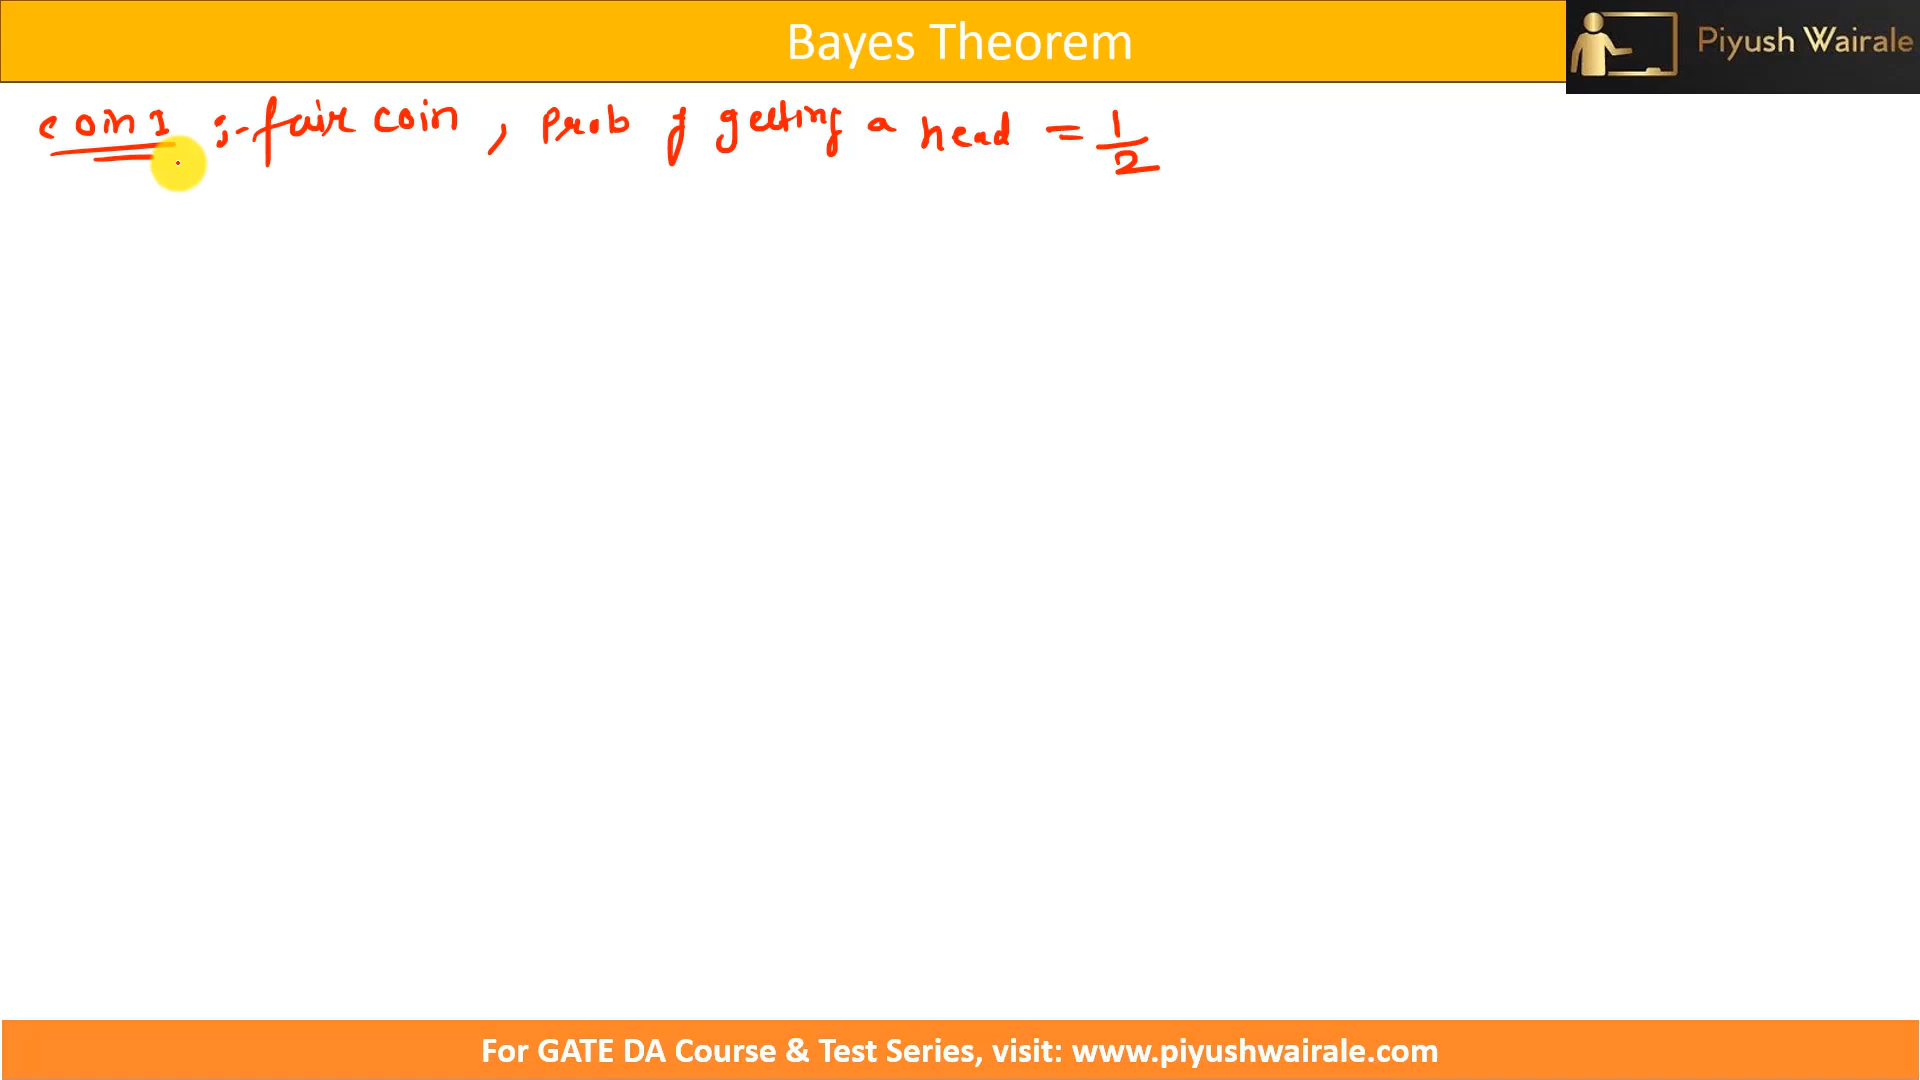 Bayes Theorem
Piyush Wairale
coin 1 :- fair coin , Prob of getting a head = 1/2
For GATE DA Course & Test Series, visit: www.piyushwairale.com